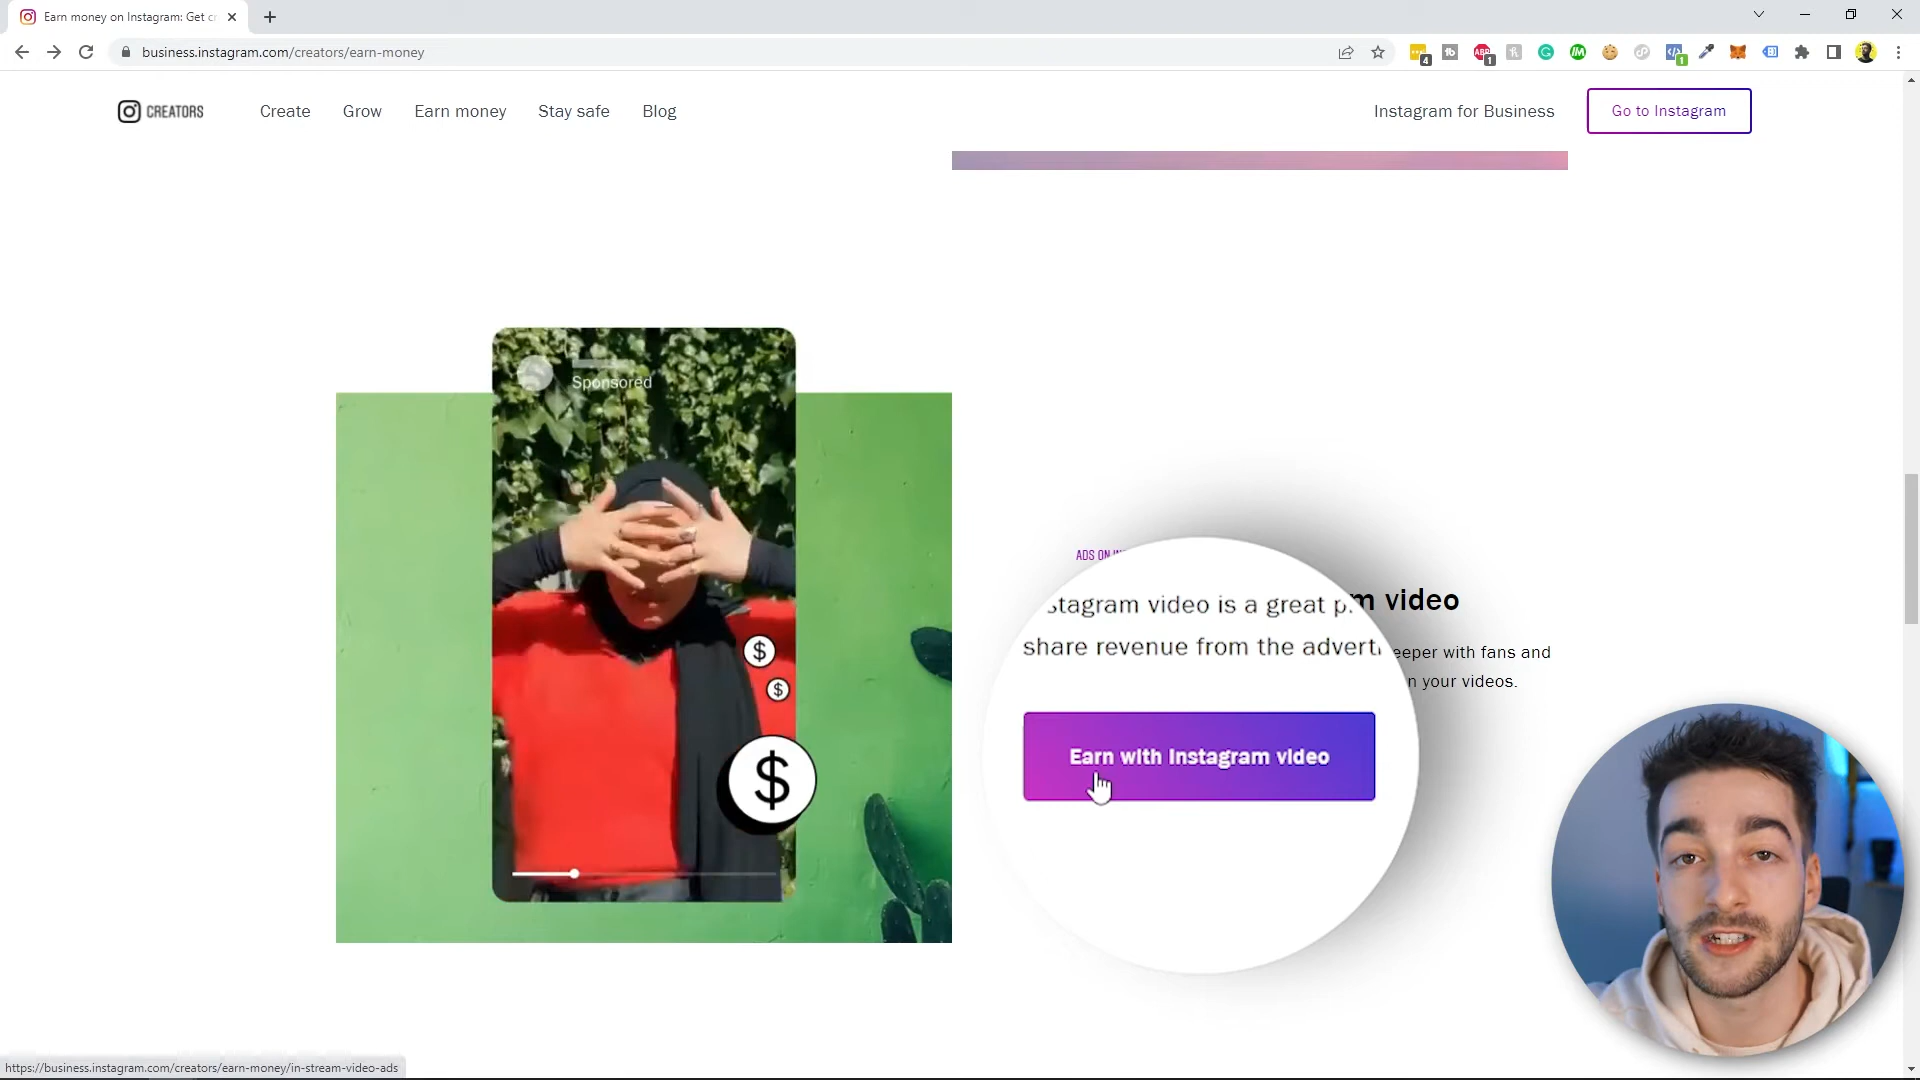 Earn money on Instagram: Get cr
business.instagram.com/creators/earn-money
4
1
1
CREATORS
Create
Grow
Earn money
Stay safe
Blog
Instagram for Business
Go to Instagram
Sponsored
$
$
$
ADS ON
m video
stagram video is a great p
share revenue from the advert
eeper with fans and
n your videos.
Earn with Instagram video
https://business.instagram.com/creators/earn-money/in-stream-video-ads